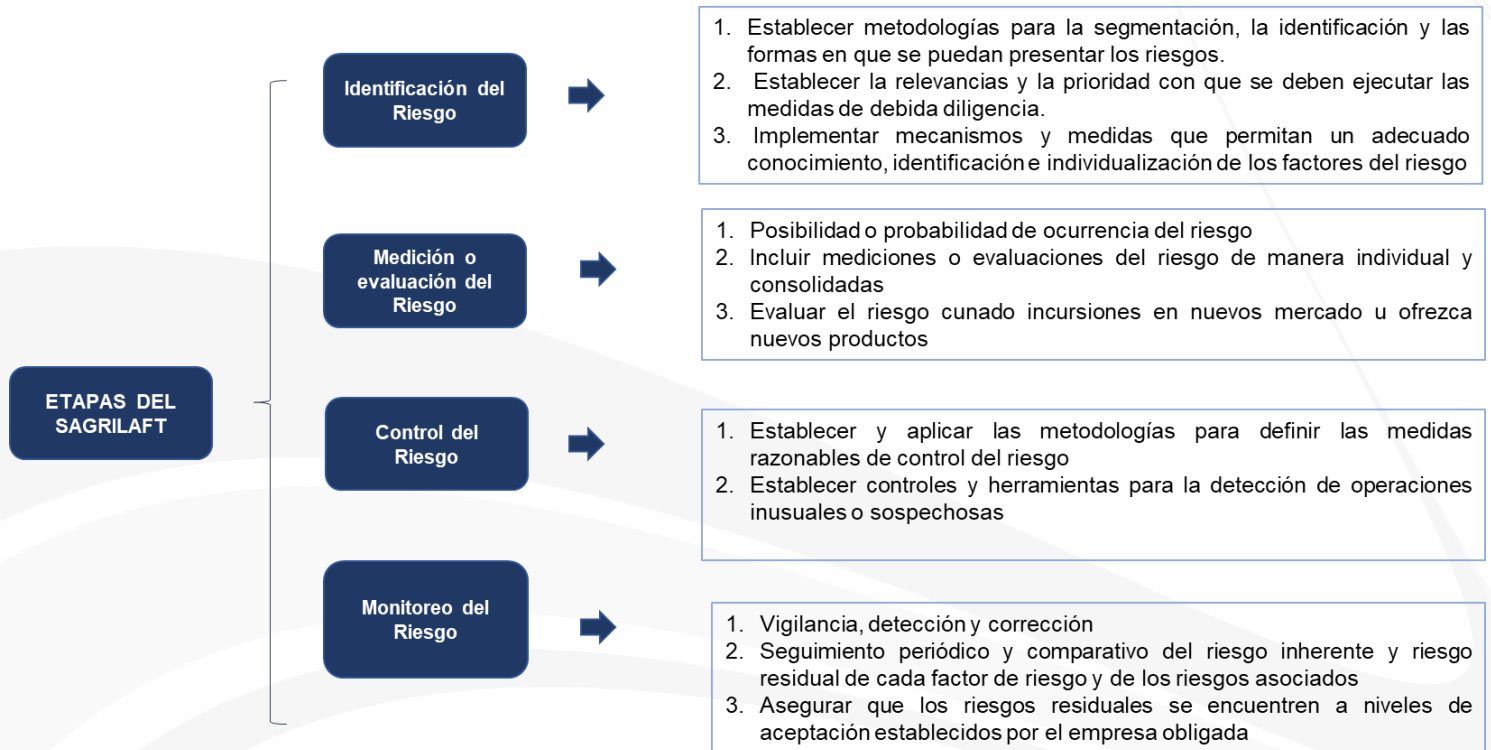 ETAPAS DEL
SAGRILAFT
Identificación del
Riesgo
1. Establecer metodologías para la segmentación, la identificación y las
formas en que se puedan presentar los riesgos.
2. Establecer la relevancias y la prioridad con que se deben ejecutar las
medidas de debida diligencia.
3. Implementar mecanismos y medidas que permitan un adecuado
conocimiento, identificación e individualización de los factores del riesgo
Medición o
evaluación del
Riesgo
1. Posibilidad o probabilidad de ocurrencia del riesgo
2. Incluir mediciones o evaluaciones del riesgo de manera individual y
consolidadas
3. Evaluar el riesgo cunado incursiones en nuevos mercado u ofrezca
nuevos productos
Control del
Riesgo
1. Establecer y aplicar las metodologías para definir las medidas
razonables de control del riesgo
2. Establecer controles y herramientas para la detección de operaciones
inusuales o sospechosas
Monitoreo del
Riesgo
1. Vigilancia, detección y corrección
2. Seguimiento periódico y comparativo del riesgo inherente y riesgo
residual de cada factor de riesgo y de los riesgos asociados
3. Asegurar que los riesgos residuales se encuentren a niveles de
aceptación establecidos por el empresa obligada